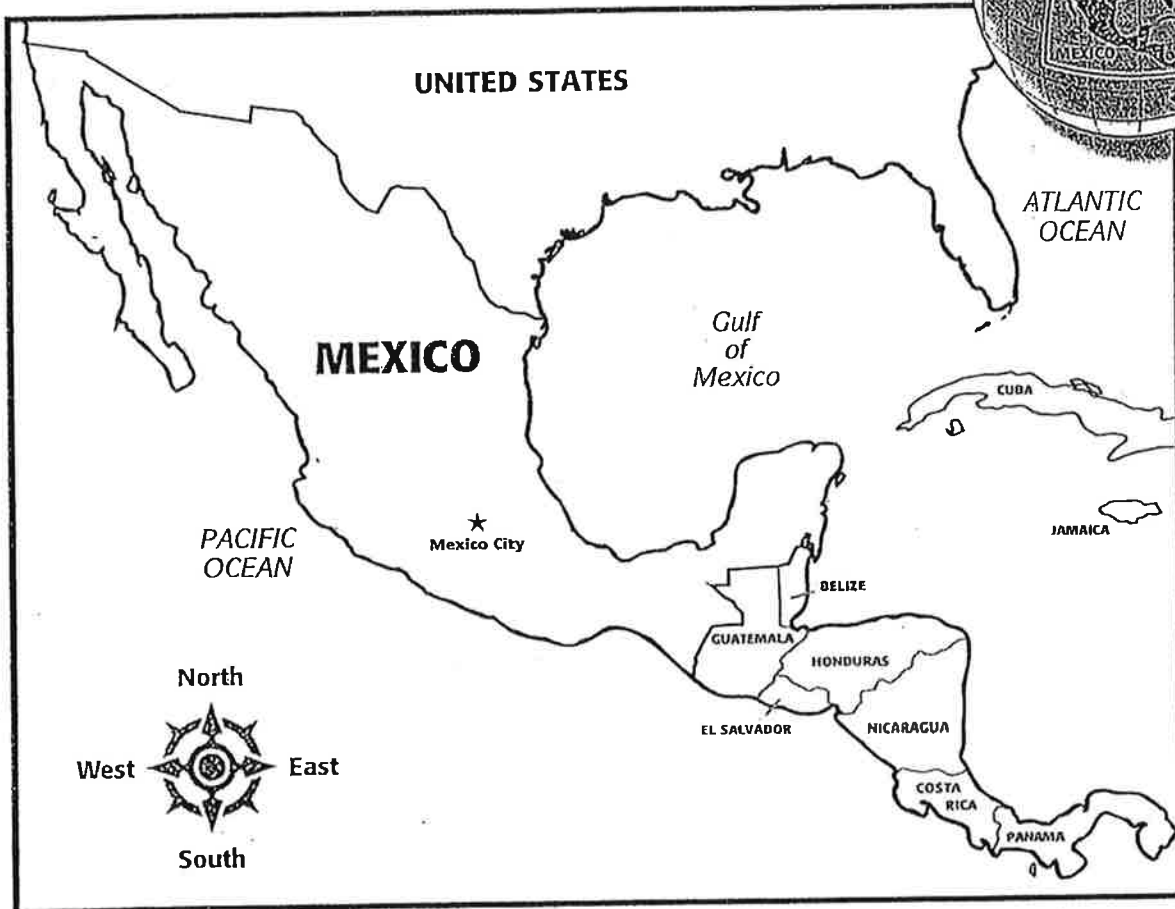 MEXICO
UNITED STATES
ATLANTIC
OCEAN
Gulf
of
Mexico
MEXICO
CUBA
JAMAICA
PACIFIC
OCEAN
Mexico City
BELIZE
GUATEMALA
HONDURAS
EL SALVADOR
NICARAGUA
COSTA
RICA
PANAMA
North
West
East
South